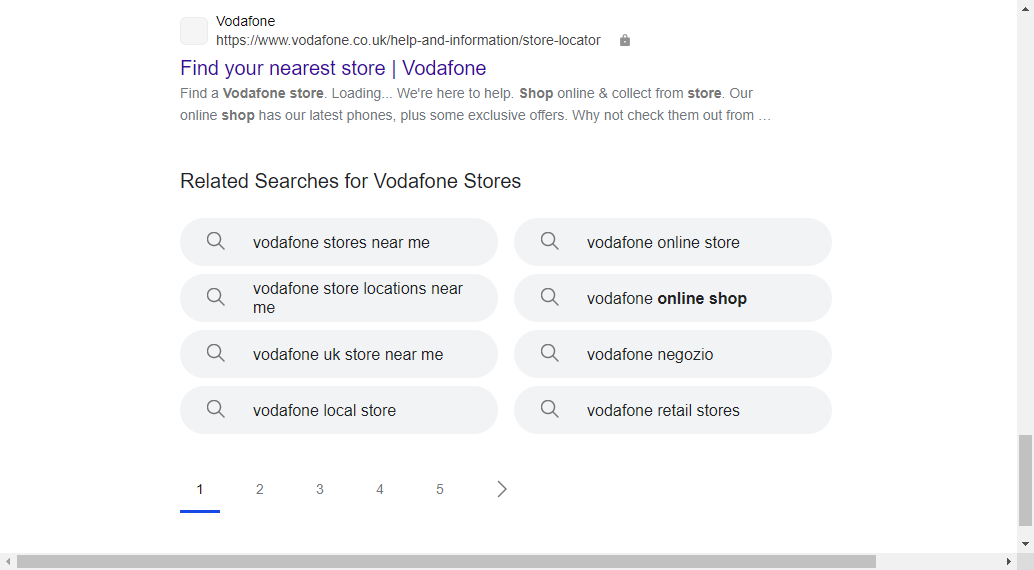 Vodafone
https://www.vodafone.co.uk/help-and-information/store-locator
Find your nearest store | Vodafone
Find a Vodafone store. Loading... We're here to help. Shop online & collect from store. Our
online shop has our latest phones, plus some exclusive offers. Why not check them out from …
Related Searches for Vodafone Stores
vodafone stores near me
vodafone online store
vodafone store locations near
me
vodafone online shop
vodafone uk store near me
vodafone negozio
vodafone local store
vodafone retail stores
1 2 3 4 5